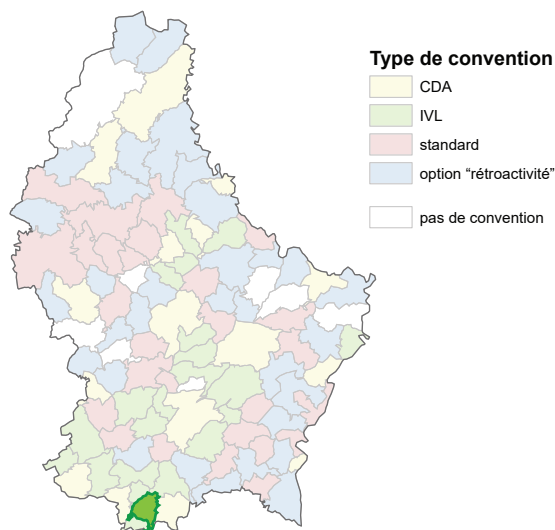 Type de convention
CDA
IVL
standard
option “rétroactivité”
pas de convention